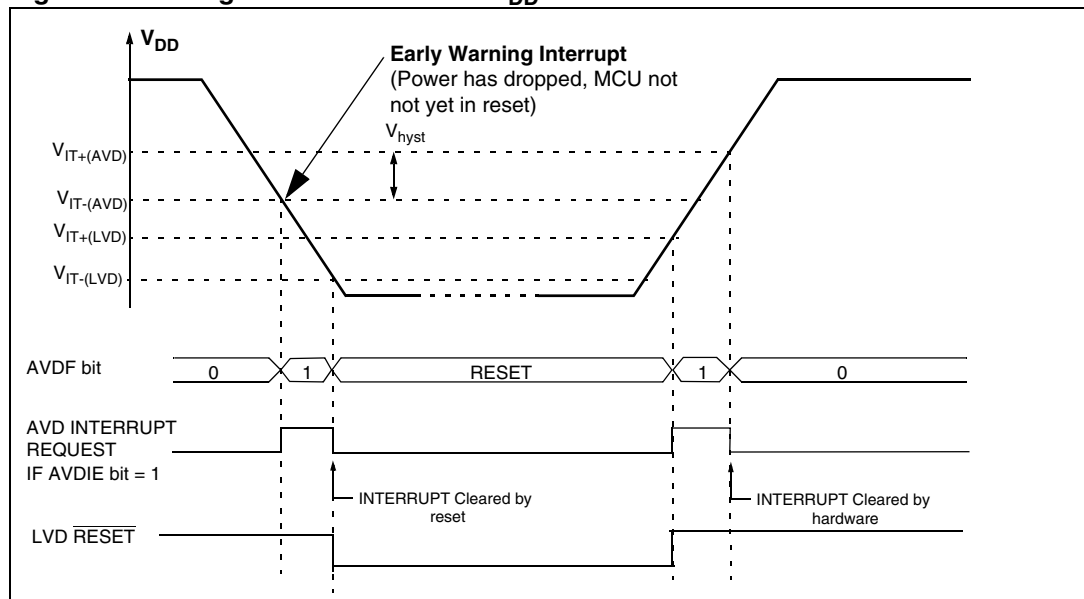 V_DD
Early Warning Interrupt
(Power has dropped, MCU not
not yet in reset)
V_hyst
V_IT+(AVD)
V_IT-(AVD)
V_IT+(LVD)
V_IT-(LVD)
AVDF bit
0
1
RESET
1
0
AVD INTERRUPT
REQUEST
IF AVDIE bit = 1
INTERRUPT Cleared by
reset
INTERRUPT Cleared by
hardware
LVD RESET